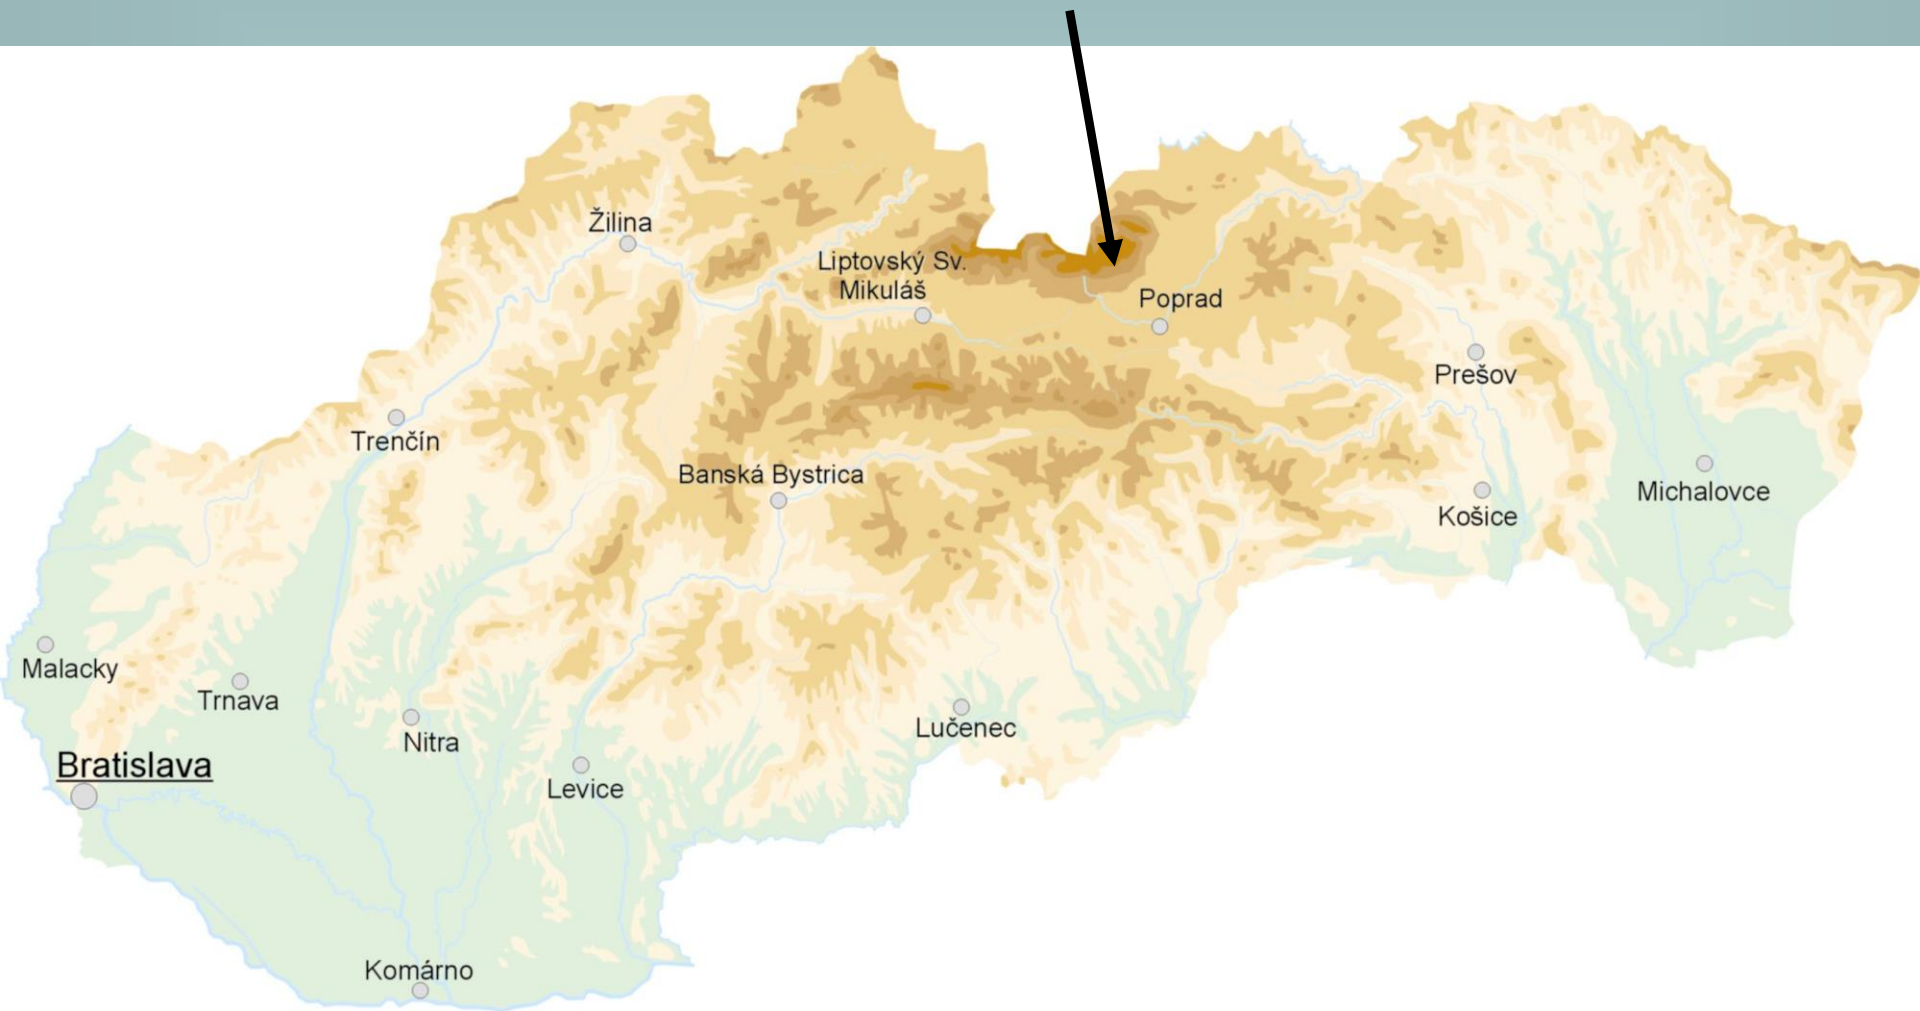 Žilina
Liptovský Sv.
Mikuláš
Poprad
Prešov
Trenčín
Banská Bystrica
Michalovce
Košice
Malacky
Trnava
Nitra
Lučenec
Bratislava
Levice
Komárno